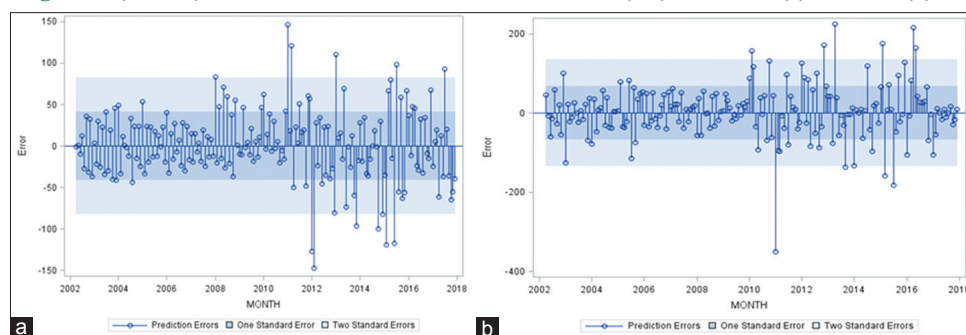 150
100
50
0
-50
-100
-150
Error
2002 2004 2006 2008 2010 2012 2014 2016 2018
MONTH
Prediction Errors One Standard Error Two Standard Errors
a
200
0
-200
-400
Error
2002 2004 2006 2008 2010 2012 2014 2016 2018
MONTH
Prediction Errors One Standard Error Two Standard Errors
b